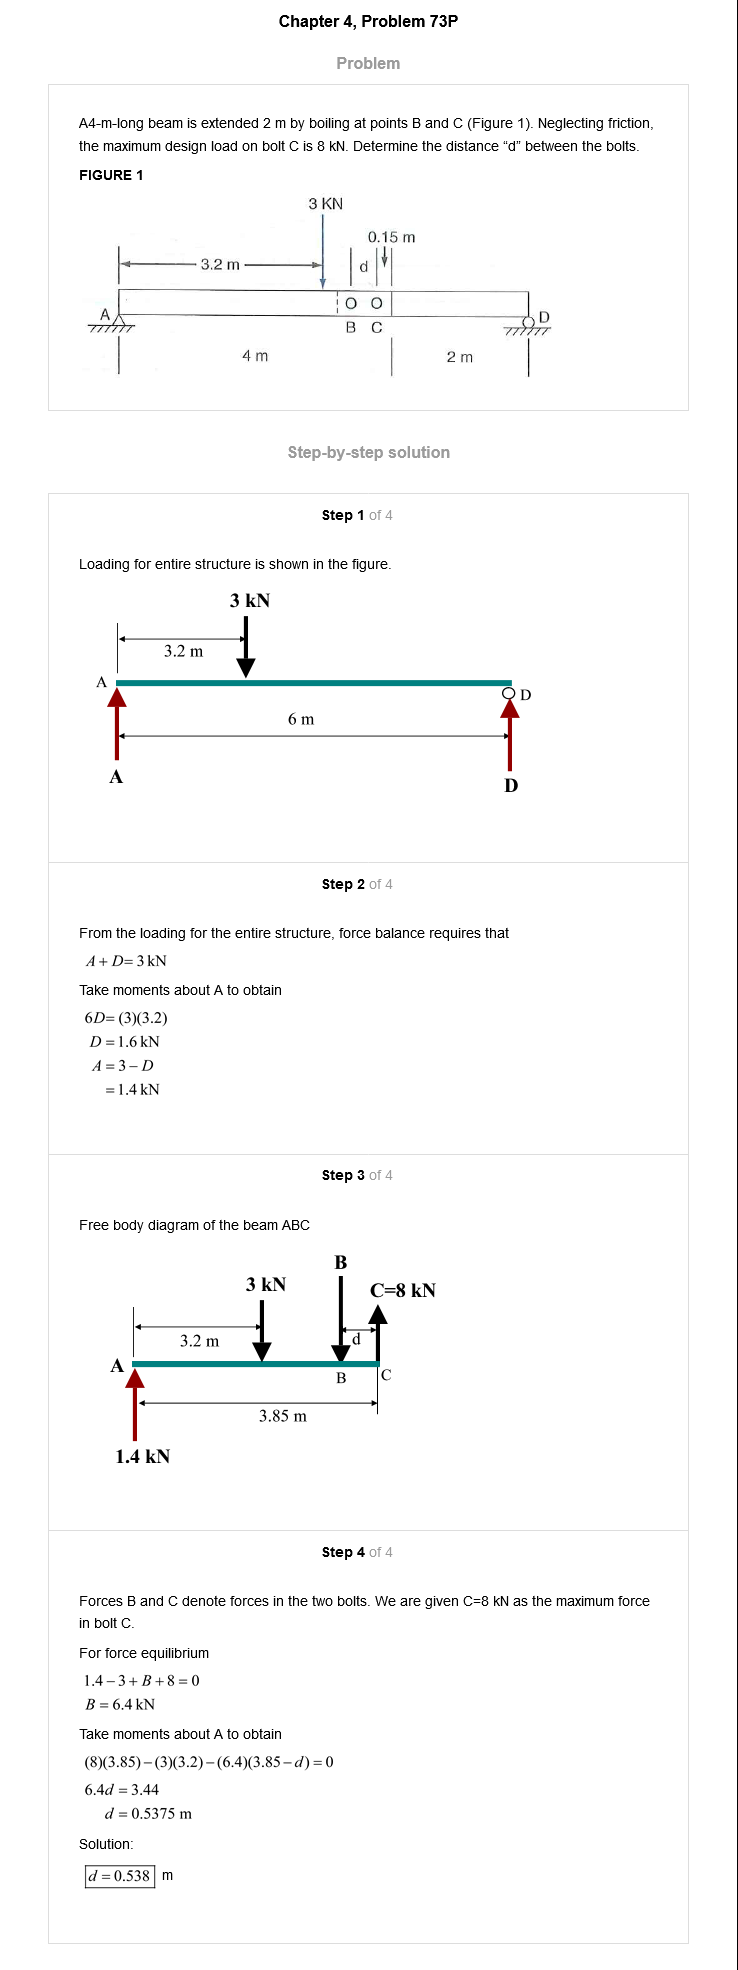 Chapter 4, Problem 73P
Problem
A4-m-long beam is extended 2 m by boiling at points B and C (Figure 1). Neglecting friction,
the maximum design load on bolt C is 8 kN. Determine the distance “d” between the bolts.
FIGURE 1
3 KN
0.15 m
3.2 m
d
A
B C
D
4 m
2 m
Step-by-step solution
Step 1 of 4
Loading for entire structure is shown in the figure.
3 kN
3.2 m
A
D
6 m
A
D
Step 2 of 4
From the loading for the entire structure, force balance requires that
A + D= 3 kN
Take moments about A to obtain
6D= (3)(3.2)
D = 1.6 kN
A = 3 – D
= 1.4 kN
Step 3 of 4
Free body diagram of the beam ABC
B
3 kN
C=8 kN
3.2 m
d
A
B
C
3.85 m
1.4 kN
Step 4 of 4
Forces B and C denote forces in the two bolts. We are given C=8 kN as the maximum force
in bolt C.
For force equilibrium
1.4 – 3 + B + 8 = 0
B = 6.4 kN
Take moments about A to obtain
(8)(3.85) – (3)(3.2) – (6.4)(3.85 – d) = 0
6.4d = 3.44
d = 0.5375 m
Solution:
d = 0.538 m